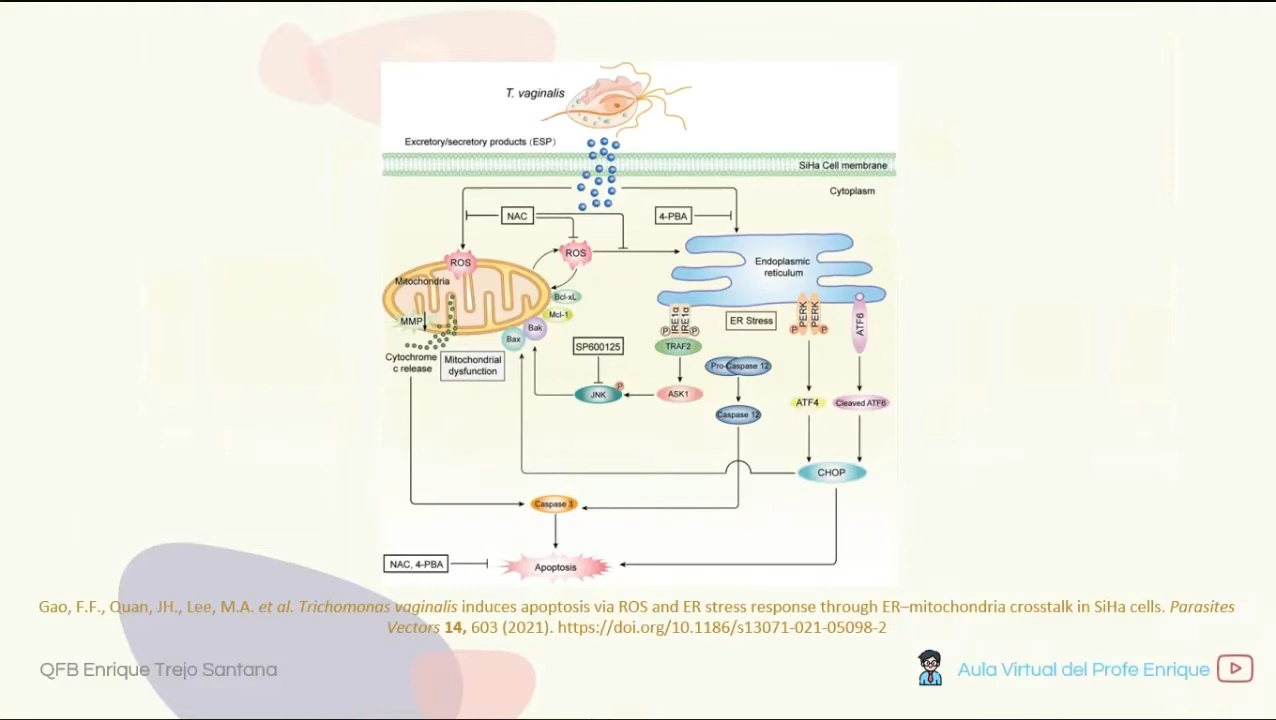 T. vaginalis
Excretory/secretory products (ESP)
SiHa Cell membrane
Cytoplasm
NAC
4-PBA
ROS
ROS
Endoplasmic
reticulum
Mitochondria
Bcl-xL
Mcl-1
MMP
Bak
Bax
IRE1α
IRE1α
P
P
ER Stress
PERK
PERK
P
P
ATF6
Cytochrome
c release
Mitochondrial
dysfunction
SP600125
TRAF2
Pro-Caspase 12
JNK
P
ASK1
ATF4
Cleaved ATF6
Caspase 12
CHOP
Caspase 3
NAC, 4-PBA
Apoptosis
Gao, F.F., Quan, JH., Lee, M.A. et al. Trichomonas vaginalis induces apoptosis via ROS and ER stress response through ER–mitochondria crosstalk in SiHa cells. Parasites
Vectors 14, 603 (2021). https://doi.org/10.1186/s13071-021-05098-2
QFB Enrique Trejo Santana
Aula Virtual del Profe Enrique